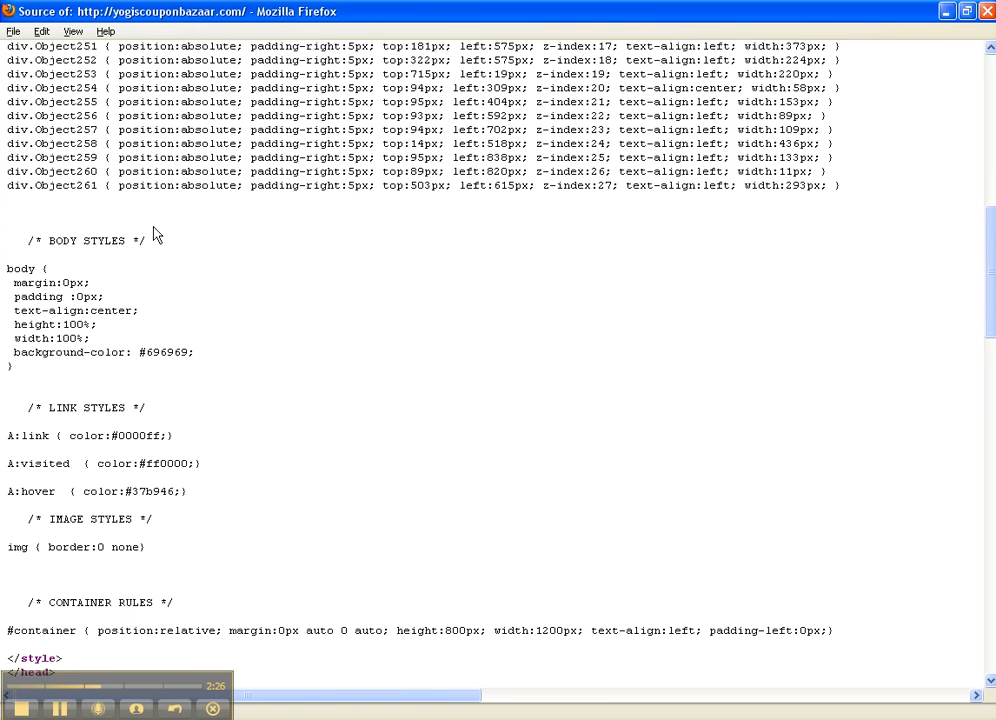 Source of: http://yogiscouponbazaar.com/ - Mozilla Firefox
File Edit View Help
div.Object251 { position:absolute; padding-right:5px; top:181px; left:575px; z-index:17; text-align:left; width:373px; }
div.Object252 { position:absolute; padding-right:5px; top:322px; left:575px; z-index:18; text-align:left; width:224px; }
div.Object253 { position:absolute; padding-right:5px; top:715px; left:19px; z-index:19; text-align:left; width:220px; }
div.Object254 { position:absolute; padding-right:5px; top:94px; left:309px; z-index:20; text-align:center; width:58px; }
div.Object255 { position:absolute; padding-right:5px; top:95px; left:404px; z-index:21; text-align:left; width:153px; }
div.Object256 { position:absolute; padding-right:5px; top:93px; left:592px; z-index:22; text-align:left; width:89px; }
div.Object257 { position:absolute; padding-right:5px; top:94px; left:702px; z-index:23; text-align:left; width:109px; }
div.Object258 { position:absolute; padding-right:5px; top:14px; left:518px; z-index:24; text-align:left; width:436px; }
div.Object259 { position:absolute; padding-right:5px; top:95px; left:838px; z-index:25; text-align:left; width:133px; }
div.Object260 { position:absolute; padding-right:5px; top:89px; left:820px; z-index:26; text-align:left; width:11px; }
div.Object261 { position:absolute; padding-right:5px; top:503px; left:615px; z-index:27; text-align:left; width:293px; }
/* BODY STYLES */
body {
margin:0px;
padding :0px;
text-align:center;
height:100%;
width:100%;
background-color: #696969;
}
/* LINK STYLES */
A:link { color:#0000ff;}
A:visited { color:#ff0000;}
A:hover { color:#37b946;}
/* IMAGE STYLES */
img { border:0 none}
/* CONTAINER RULES */
#container { position:relative; margin:0px auto 0 auto; height:800px; width:1200px; text-align:left; padding-left:0px;}
</style>
</head>
2:26